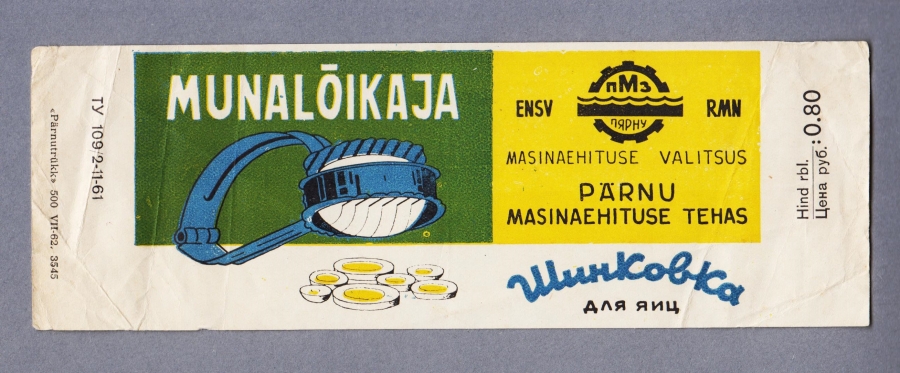 «Pärnutrükk» 500 VII-62. 3545
ТУ 109/2-11-61
MUNALÕIKAJA
ENSV
ПМЗ
ПЯРНУ
RMN
MASINAEHITUSE VALITSUS
PÄRNU
MASINAEHITUSE TEHAS
Шинковка
для яиц
Hind rbl.
Цена руб. :0.80